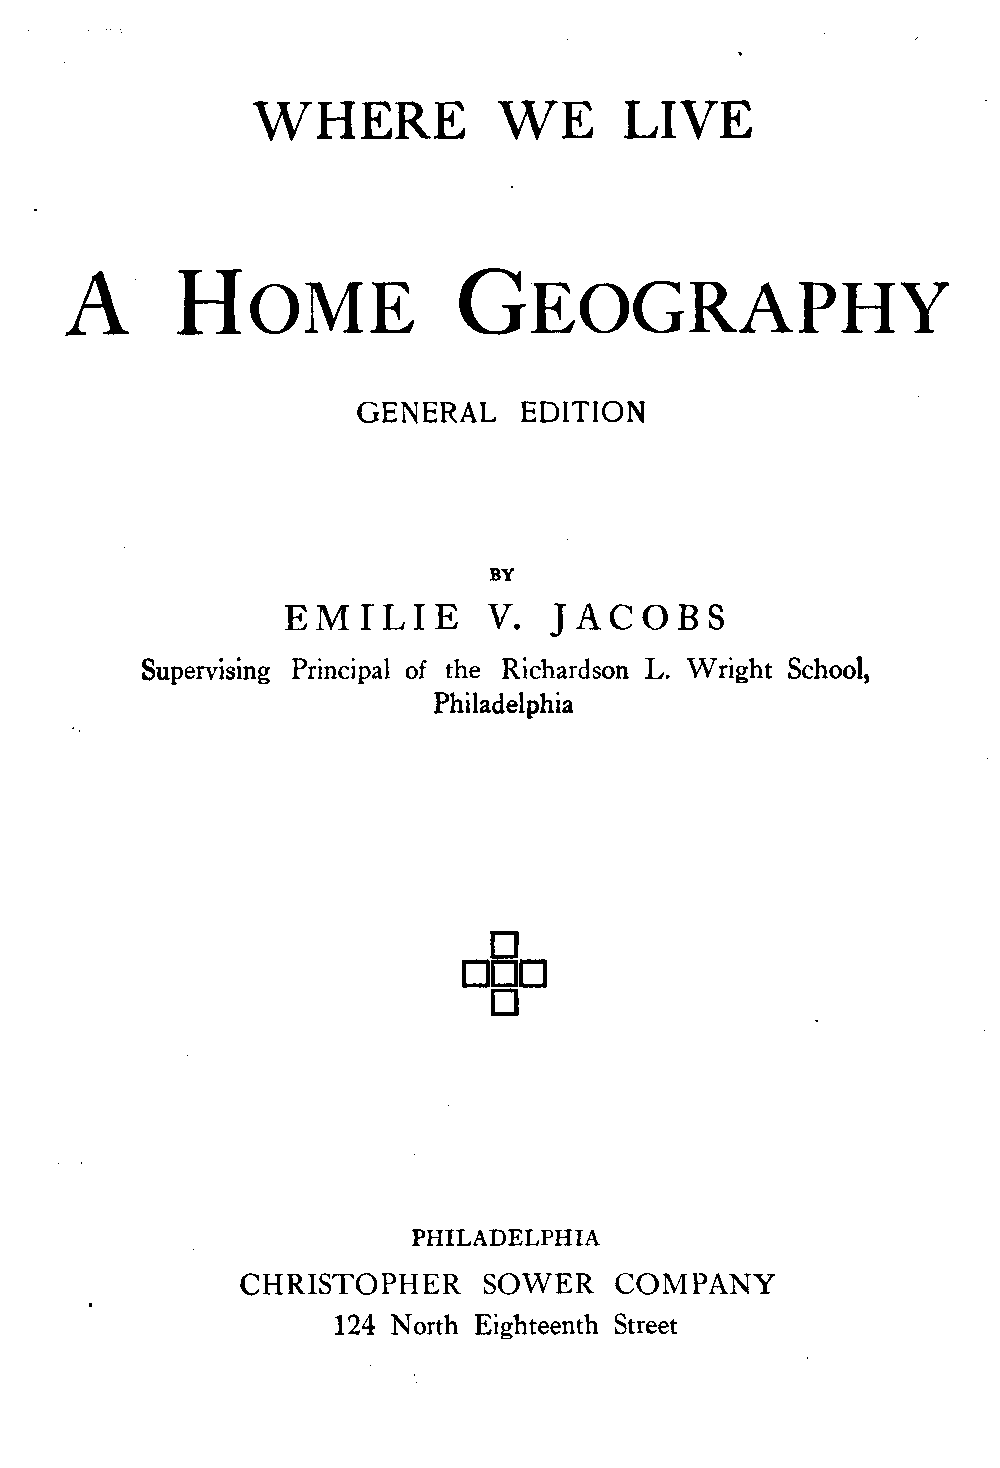 WHERE WE LIVE
A HOME GEOGRAPHY
GENERAL EDITION
BY
EMILIE V. JACOBS
Supervising Principal of the Richardson L. Wright School,
Philadelphia
PHILADELPHIA
CHRISTOPHER SOWER COMPANY
124 North Eighteenth Street